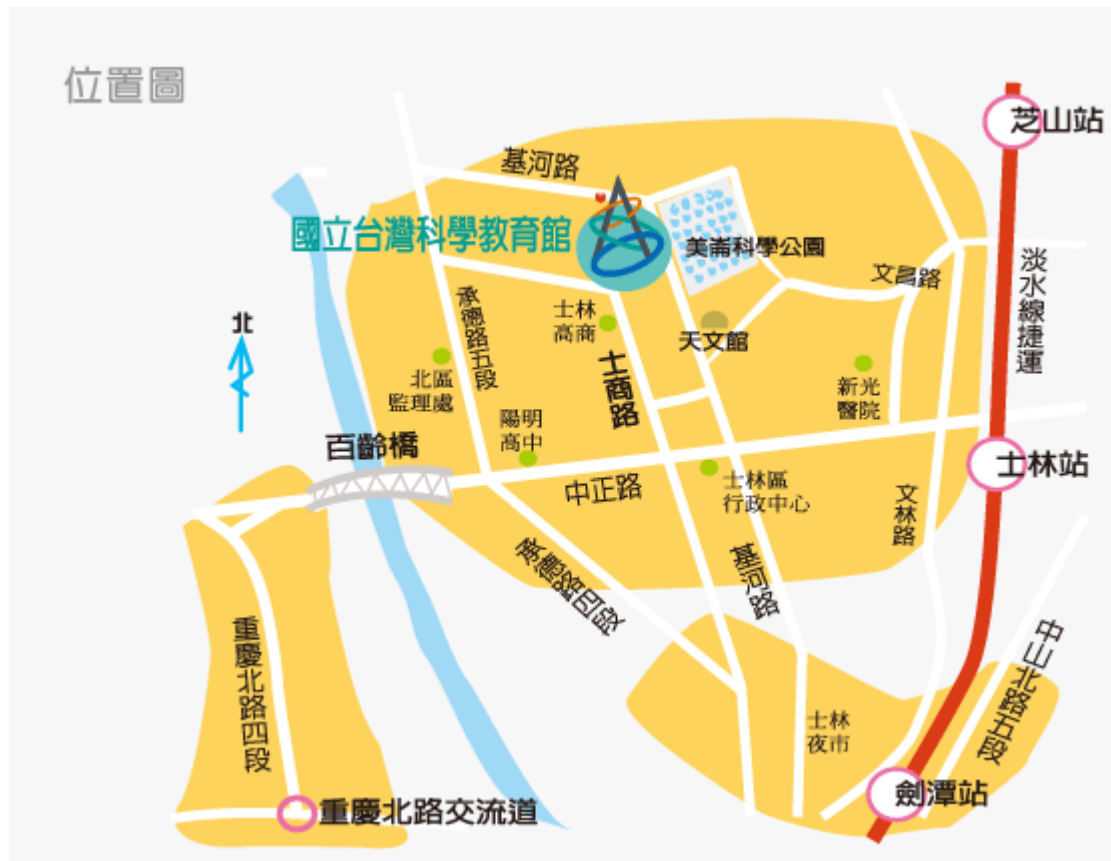 位置圖
芝山站
基河路
國立台灣科學教育館
美崙科學公園
文昌路
淡水線捷運
北
承德路五段
士林
高商
天文館
士商路
北區
監理處
新光
醫院
陽明
高中
百齡橋
士林站
中正路
士林區
行政中心
文林路
承德路四段
基河路
重慶北路四段
中山北路五段
士林
夜市
劍潭站
重慶北路交流道